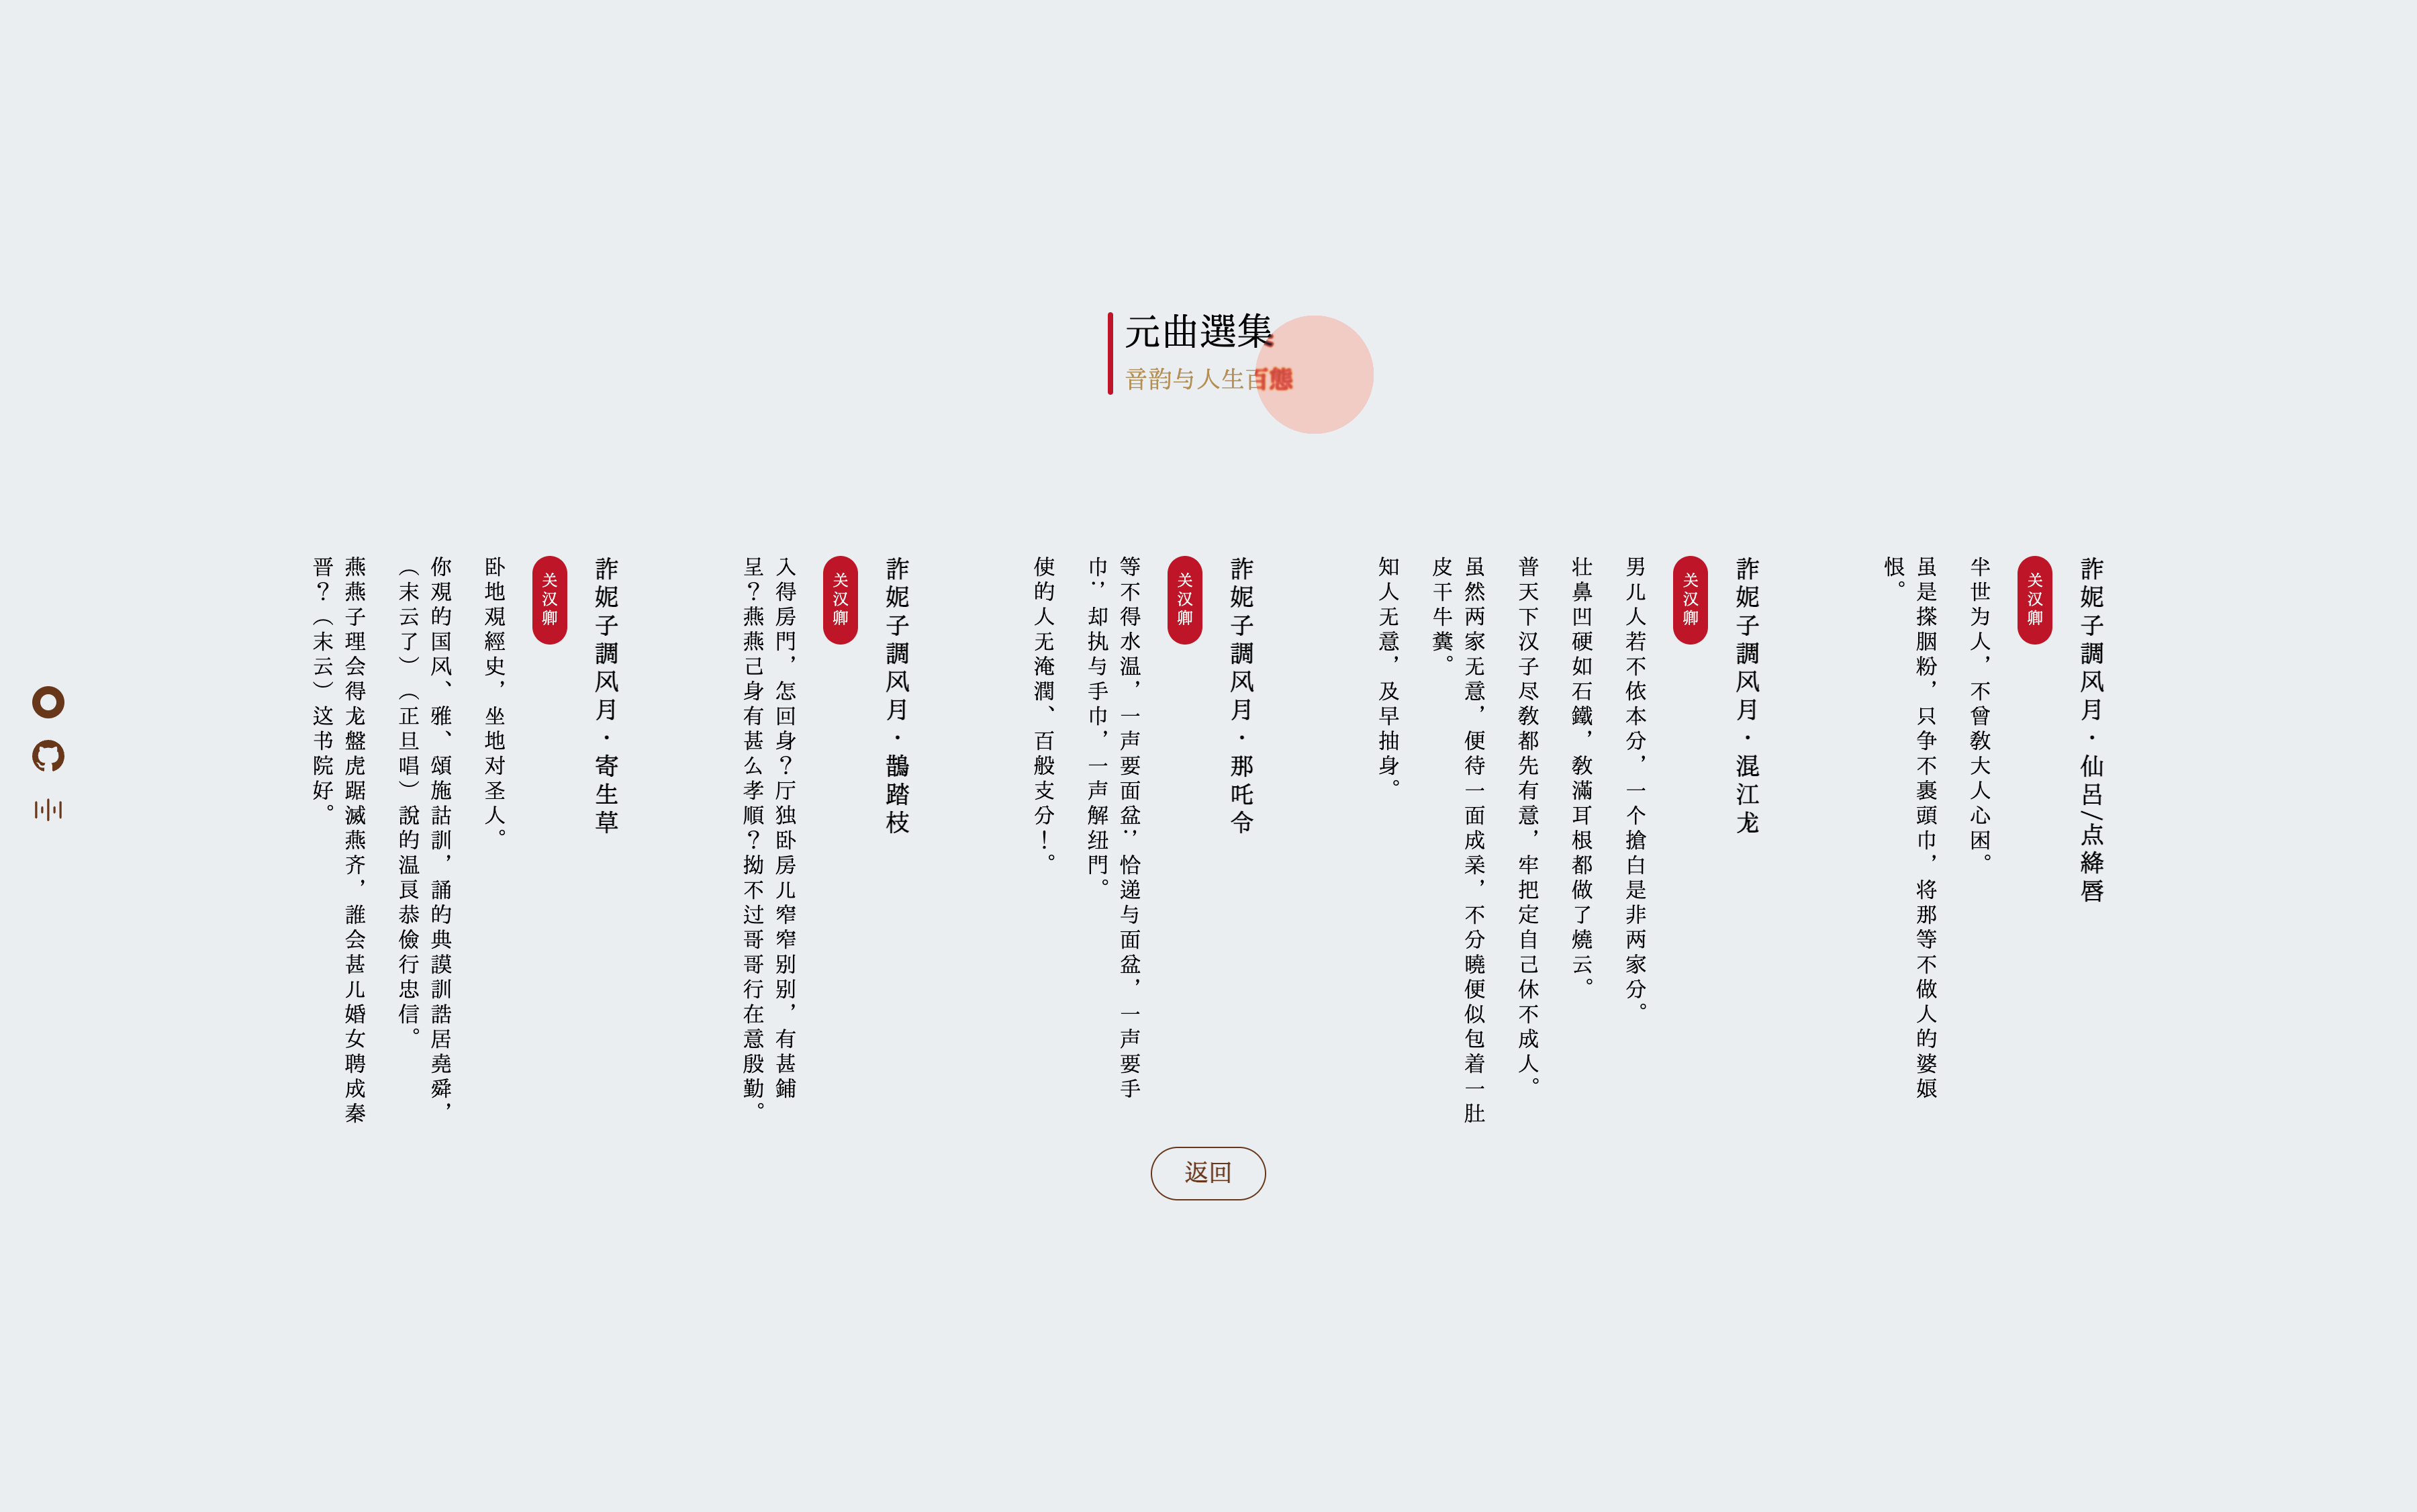 元曲選集
音韵与人生百態
詐妮子調风月·仙呂/点絳唇
关汉卿
半世为人，不曾教大人心困。
虽是搽胭粉，只争不裹頭巾，将那等不做人的婆娘
恨。
詐妮子調风月·混江龙
关汉卿
男儿人若不依本分，一个搶白是非两家分。
壮鼻凹硬如石鐵，教滿耳根都做了燒云。
普天下汉子尽教都先有意，牢把定自己休不成人。
虽然两家无意，便待一面成亲，不分曉便似包着一肚
皮干牛糞。
知人无意，及早抽身。
詐妮子調风月·那吒令
关汉卿
等不得水温，一声要面盆；恰递与面盆，一声要手
巾；却执与手巾，一声解纽門。
使的人无淹潤、百般支分！。
詐妮子調风月·鵲踏枝
关汉卿
入得房門，怎回身？厅独卧房儿窄窄别别，有甚鋪
呈？燕燕己身有甚么孝順？拗不过哥哥行在意殷勤。
詐妮子調风月·寄生草
关汉卿
卧地观經史，坐地对圣人。
你观的国风、雅、頌施詁訓，誦的典謨訓誥居堯舜，
（末云了）（正旦唱）說的温良恭儉行忠信。
燕燕子理会得龙盤虎踞滅燕齐，誰会甚儿婚女聘成秦
晋？（末云）这书院好。
返回